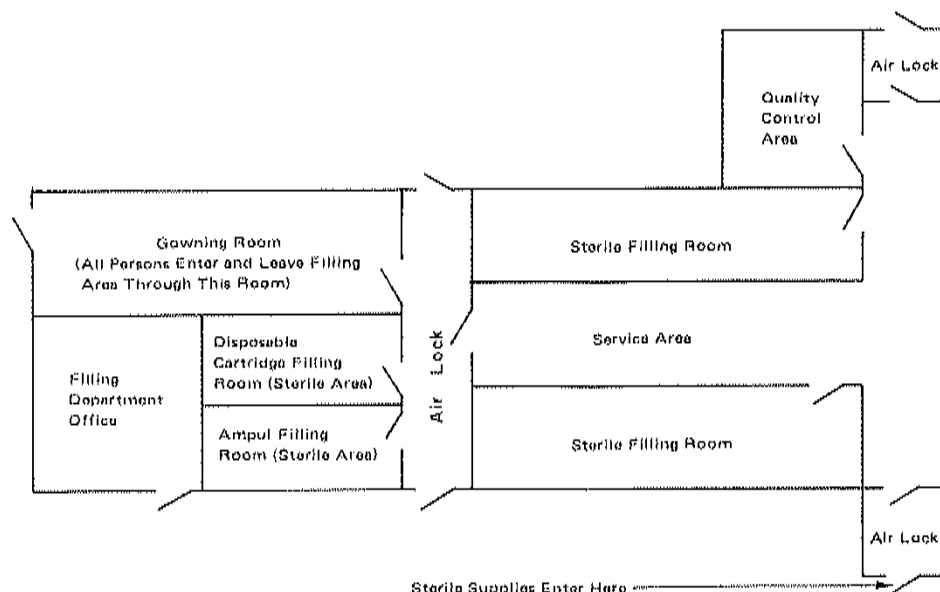 Air Lock
Quality
Control
Area
Gowning Room
(All Persons Enter and Leave Filling
Area Through This Room)
Sterile Filling Room
Disposable
Cartridge Filling
Room (Sterile Area)
Air Lock
Service Area
Filling
Department
Office
Ampul Filling
Room (Sterile Area)
Sterile Filling Room
Air Lock
Sterile Supplies Enter Here